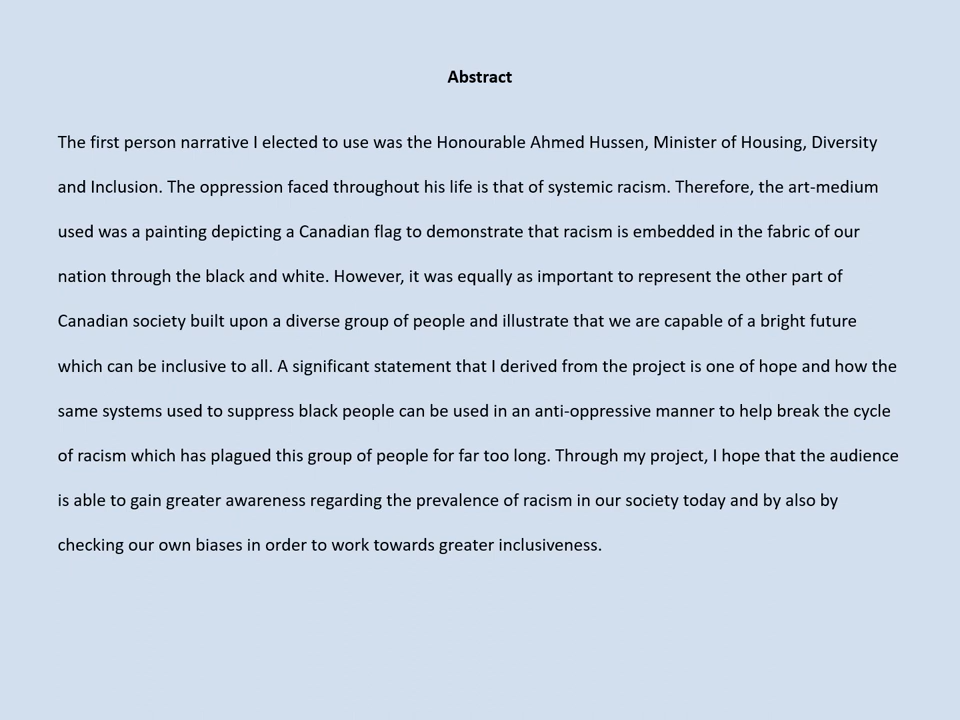 Abstract
The first person narrative I elected to use was the Honourable Ahmed Hussen, Minister of Housing, Diversity
and Inclusion. The oppression faced throughout his life is that of systemic racism. Therefore, the art-medium
used was a painting depicting a Canadian flag to demonstrate that racism is embedded in the fabric of our
nation through the black and white. However, it was equally as important to represent the other part of
Canadian society built upon a diverse group of people and illustrate that we are capable of a bright future
which can be inclusive to all. A significant statement that I derived from the project is one of hope and how the
same systems used to suppress black people can be used in an anti-oppressive manner to help break the cycle
of racism which has plagued this group of people for far too long. Through my project, I hope that the audience
is able to gain greater awareness regarding the prevalence of racism in our society today and by also by
checking our own biases in order to work towards greater inclusiveness.